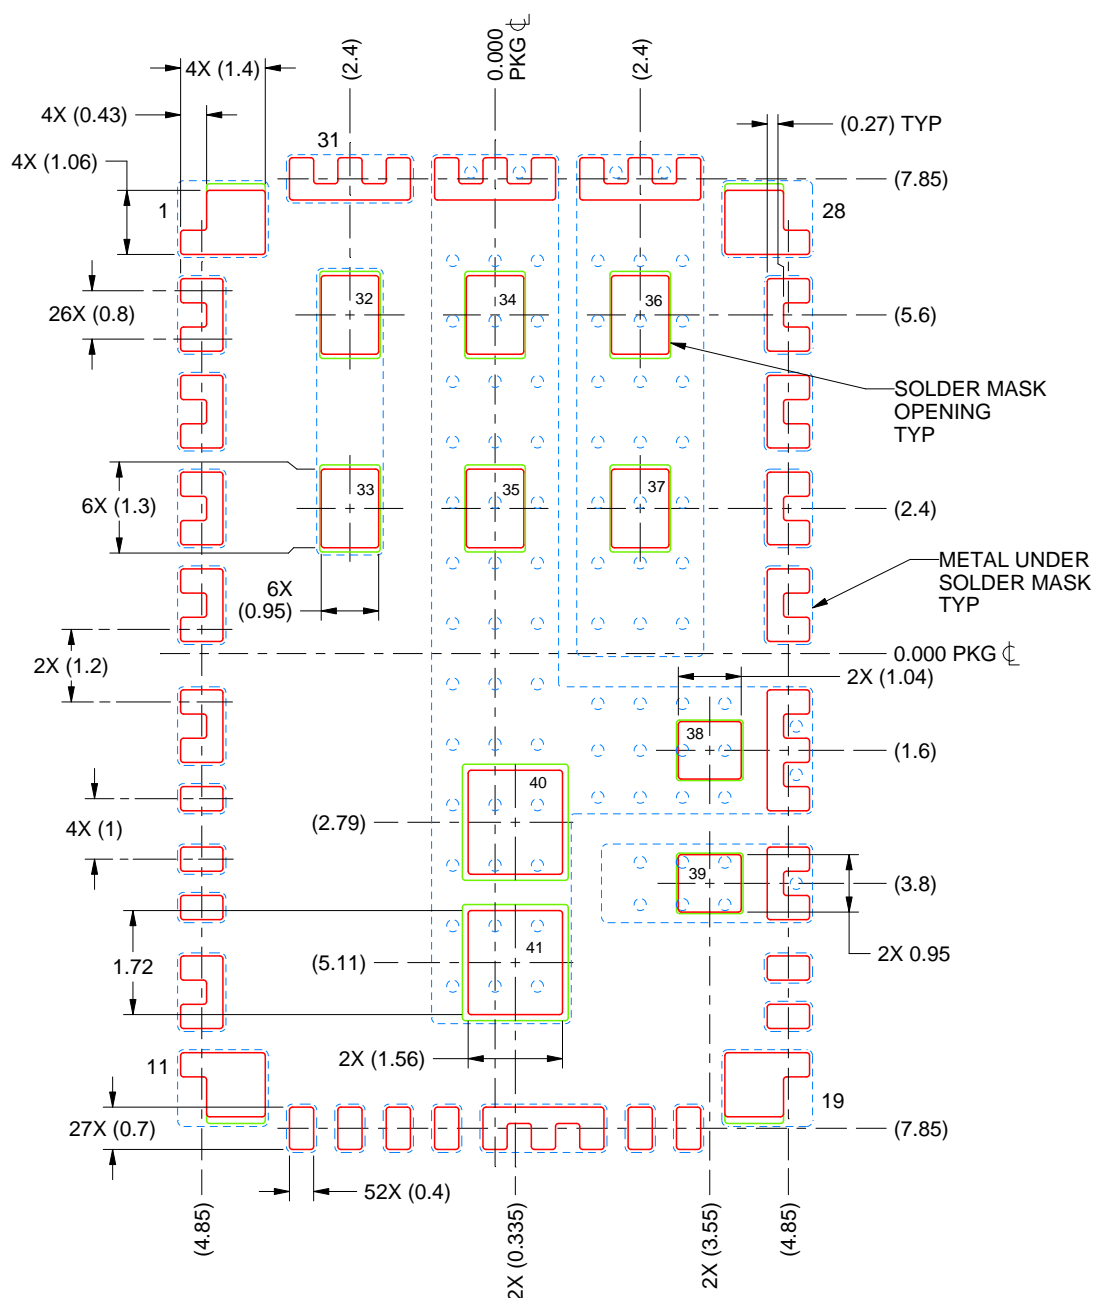 0.000
PKG ℄
(2.4)
(2.4)
4X (1.4)
4X (0.43)
(0.27) TYP
31
4X (1.06)
(7.85)
1
28
32
34
36
26X (0.8)
(5.6)
SOLDER MASK
OPENING
TYP
33
35
37
6X (1.3)
(2.4)
METAL UNDER
SOLDER MASK
TYP
6X
(0.95)
0.000 PKG ℄
2X (1.2)
2X (1.04)
38
(1.6)
40
4X (1)
(2.79)
39
(3.8)
41
2X 0.95
1.72
(5.11)
2X (1.56)
11
19
27X (0.7)
(7.85)
52X (0.4)
(4.85)
2X (0.335)
2X (3.55)
(4.85)